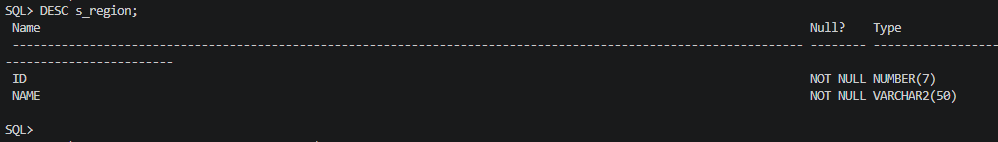 SQL> DESC s_region;
Name Null? Type
----------------------------------------------------------------------------------------------------------------- -------- ------------------
------------------------
ID NOT NULL NUMBER(7)
NAME NOT NULL VARCHAR2(50)
SQL>